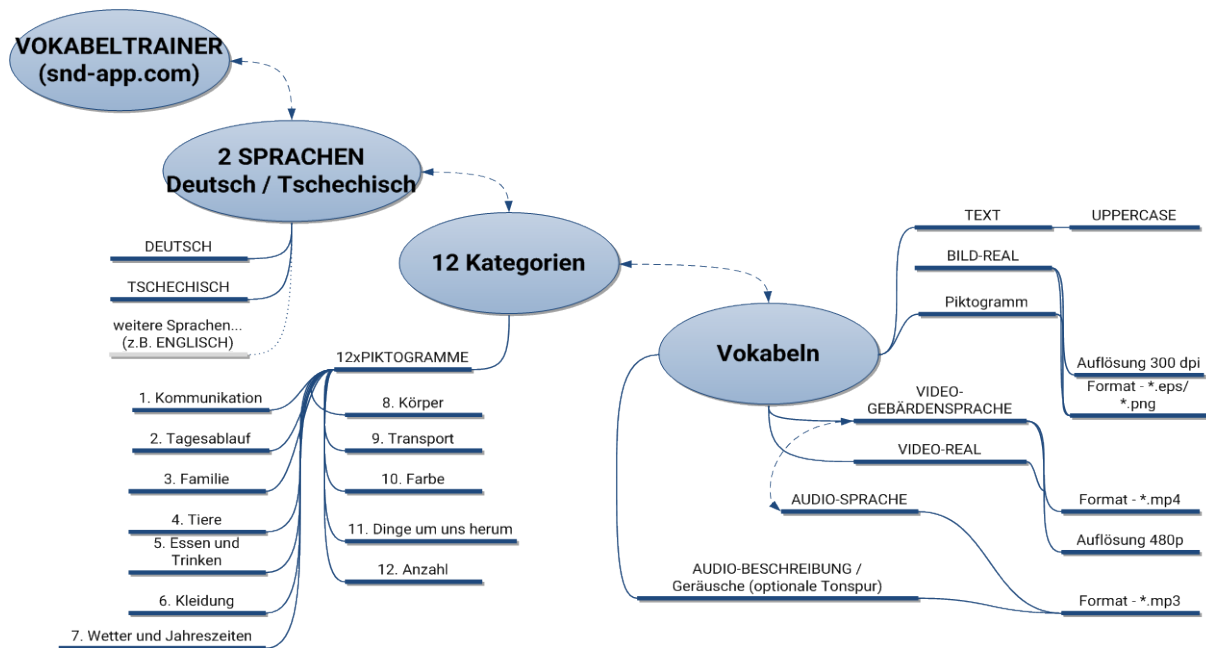 VOKABELTRAINER
(snd-app.com)
2 SPRACHEN
Deutsch / Tschechisch
DEUTSCH
TSCHECHISCH
weitere Sprachen...
(z.B. ENGLISCH)
12 Kategorien
12xPIKTOGRAMME
1. Kommunikation
2. Tagesablauf
3. Familie
4. Tiere
5. Essen und
Trinken
6. Kleidung
7. Wetter und Jahreszeiten
8. Körper
9. Transport
10. Farbe
11. Dinge um uns herum
12. Anzahl
Vokabeln
TEXT
UPPERCASE
BILD-REAL
Piktogramm
Auflösung 300 dpi
Format - *.eps/
*.png
VIDEO-
GEBÄRDENSPRACHE
VIDEO-REAL
AUDIO-SPRACHE
Format - *.mp4
Auflösung 480p
AUDIO-BESCHREIBUNG /
Geräusche (optionale Tonspur)
Format - *.mp3